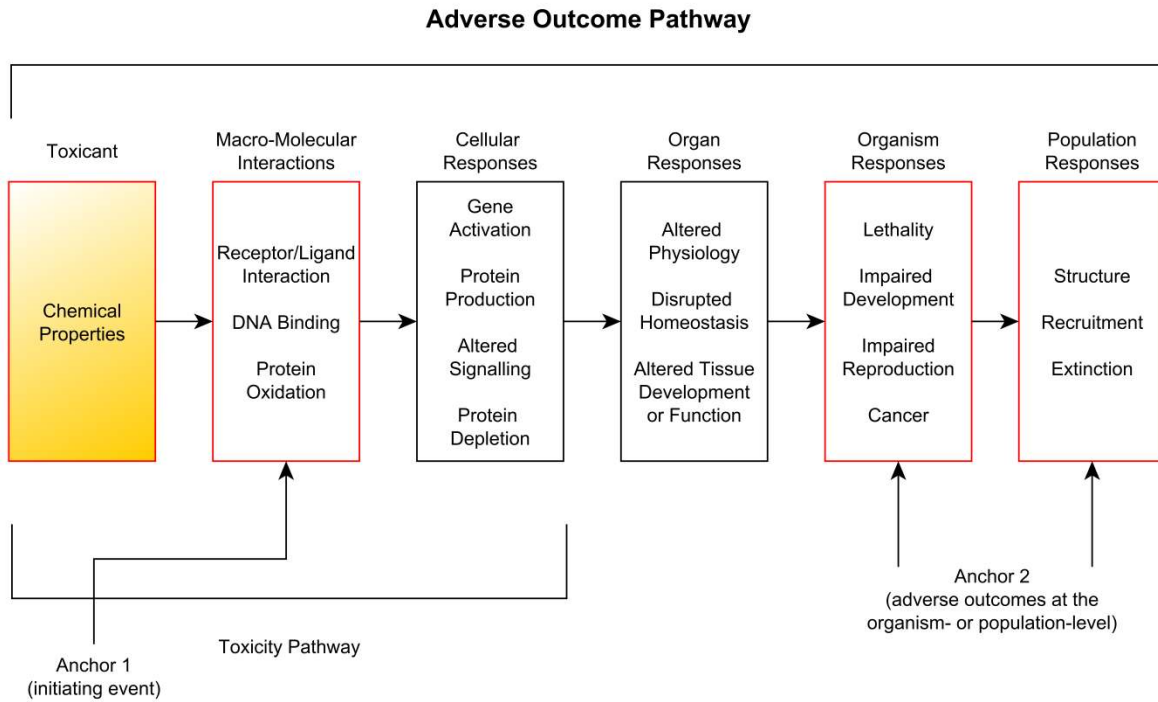 Adverse Outcome Pathway
Toxicant
Macro-Molecular
Interactions
Cellular
Responses
Organ
Responses
Organism
Responses
Population
Responses
Chemical
Properties
Receptor/Ligand
Interaction
DNA Binding
Protein
Oxidation
Gene
Activation
Protein
Production
Altered
Signalling
Protein
Depletion
Altered
Physiology
Disrupted
Homeostasis
Altered Tissue
Development
or Function
Lethality
Impaired
Development
Impaired
Reproduction
Cancer
Structure
Recruitment
Extinction
Toxicity Pathway
Anchor 1
(initiating event)
Anchor 2
(adverse outcomes at the
organism- or population-level)